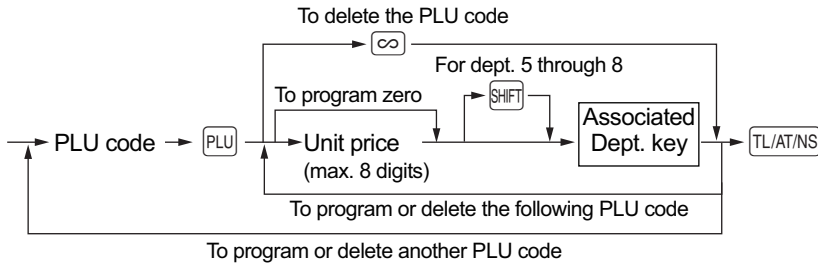 To delete the PLU code
∞
For dept. 5 through 8
To program zero
SHIFT
PLU code
PLU
Unit price
(max. 8 digits)
Associated
Dept. key
TL/AT/NS
To program or delete the following PLU code
To program or delete another PLU code